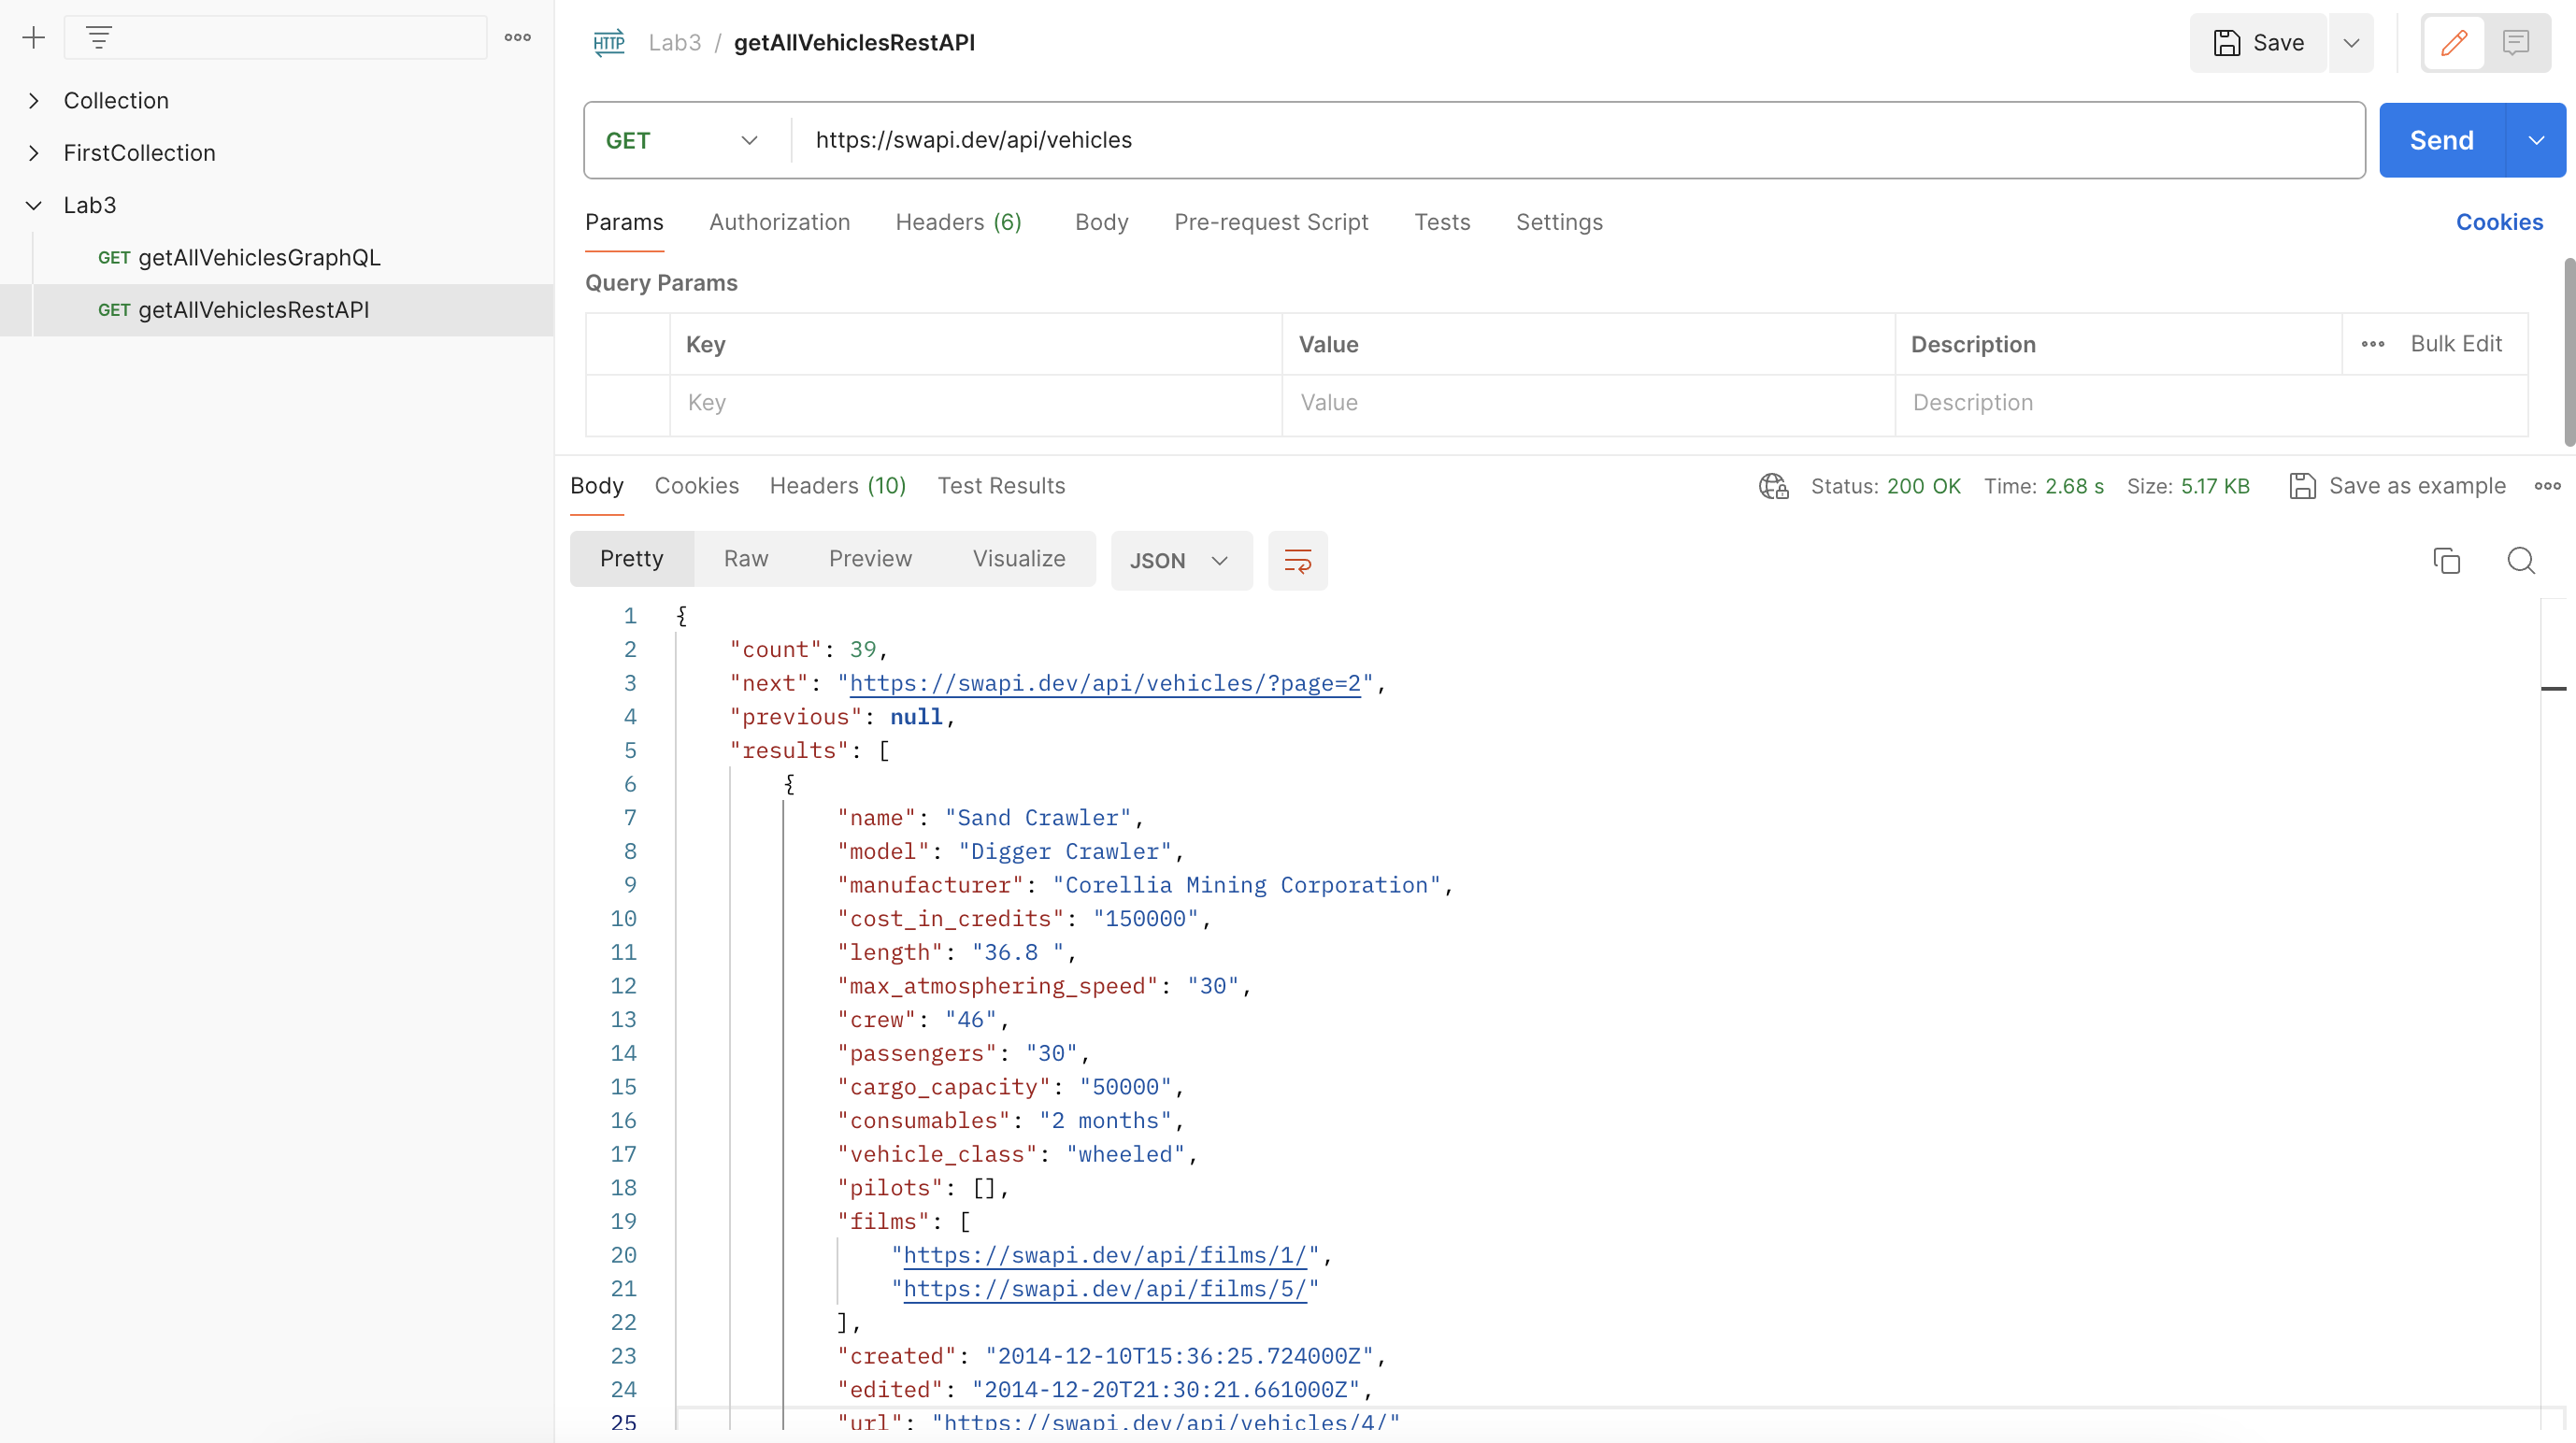 Collection
FirstCollection
Lab3
GET getAllVehiclesGraphQL
GET getAllVehiclesRestAPI
HTTP Lab3 / getAllVehiclesRestAPI
Save
GET https://swapi.dev/api/vehicles
Send
Params Authorization Headers (6) Body Pre-request Script Tests Settings Cookies
Query Params
Key Value Description Bulk Edit
Key Value Description
Body Cookies Headers (10) Test Results Status: 200 OK Time: 2.68 s Size: 5.17 KB Save as example
Pretty Raw Preview Visualize JSON
1 {
2 "count": 39,
3 "next": "https://swapi.dev/api/vehicles/?page=2",
4 "previous": null,
5 "results": [
6 {
7 "name": "Sand Crawler",
8 "model": "Digger Crawler",
9 "manufacturer": "Corellia Mining Corporation",
10 "cost_in_credits": "150000",
11 "length": "36.8 ",
12 "max_atmosphering_speed": "30",
13 "crew": "46",
14 "passengers": "30",
15 "cargo_capacity": "50000",
16 "consumables": "2 months",
17 "vehicle_class": "wheeled",
18 "pilots": [],
19 "films": [
20 "https://swapi.dev/api/films/1/",
21 "https://swapi.dev/api/films/5/"
22 ],
23 "created": "2014-12-10T15:36:25.724000Z",
24 "edited": "2014-12-20T21:30:21.661000Z",
25 "url": "https://swapi.dev/api/vehicles/4/"